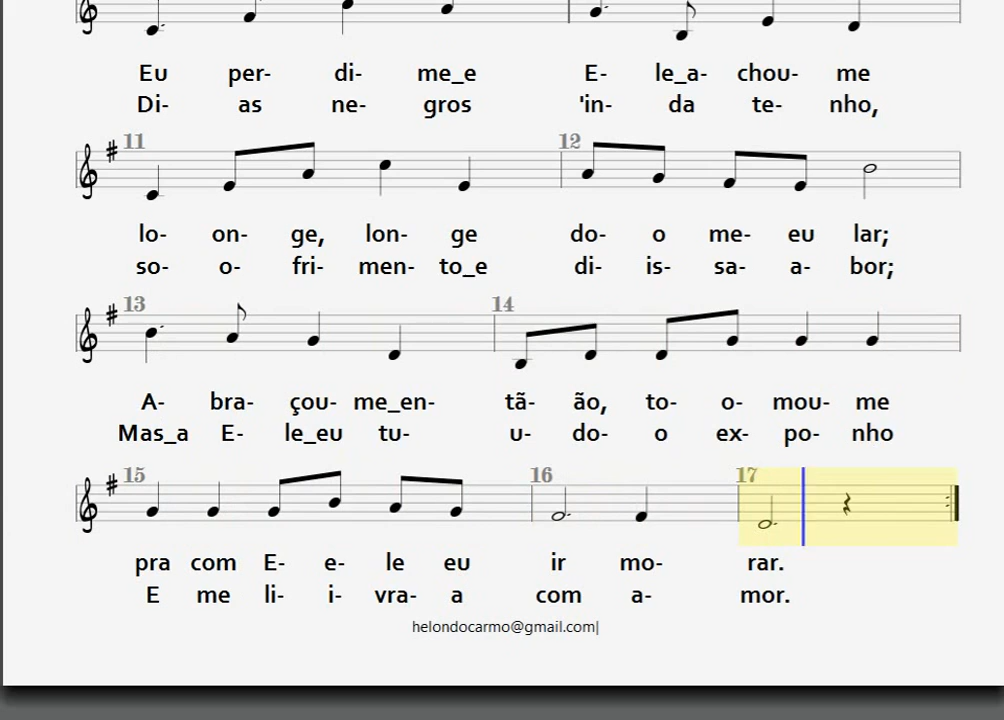 Eu per- di- me_e E- le_a- chou- me
Di- as ne- gros 'in- da te- nho,
11 12
lo- on- ge, lon- ge do- o me- eu lar;
so- o- fri- men- to_e di- is- sa- a- bor;
13 14
A- bra- çou- me_en- tã- ão, to- o- mou- me
Mas_a E- le_eu tu- u- do- o ex- po- nho
15 16 17
pra com E- e- le eu ir mo- rar.
E me li- i- vra- a com a- mor.
helondocarmo@gmail.com|